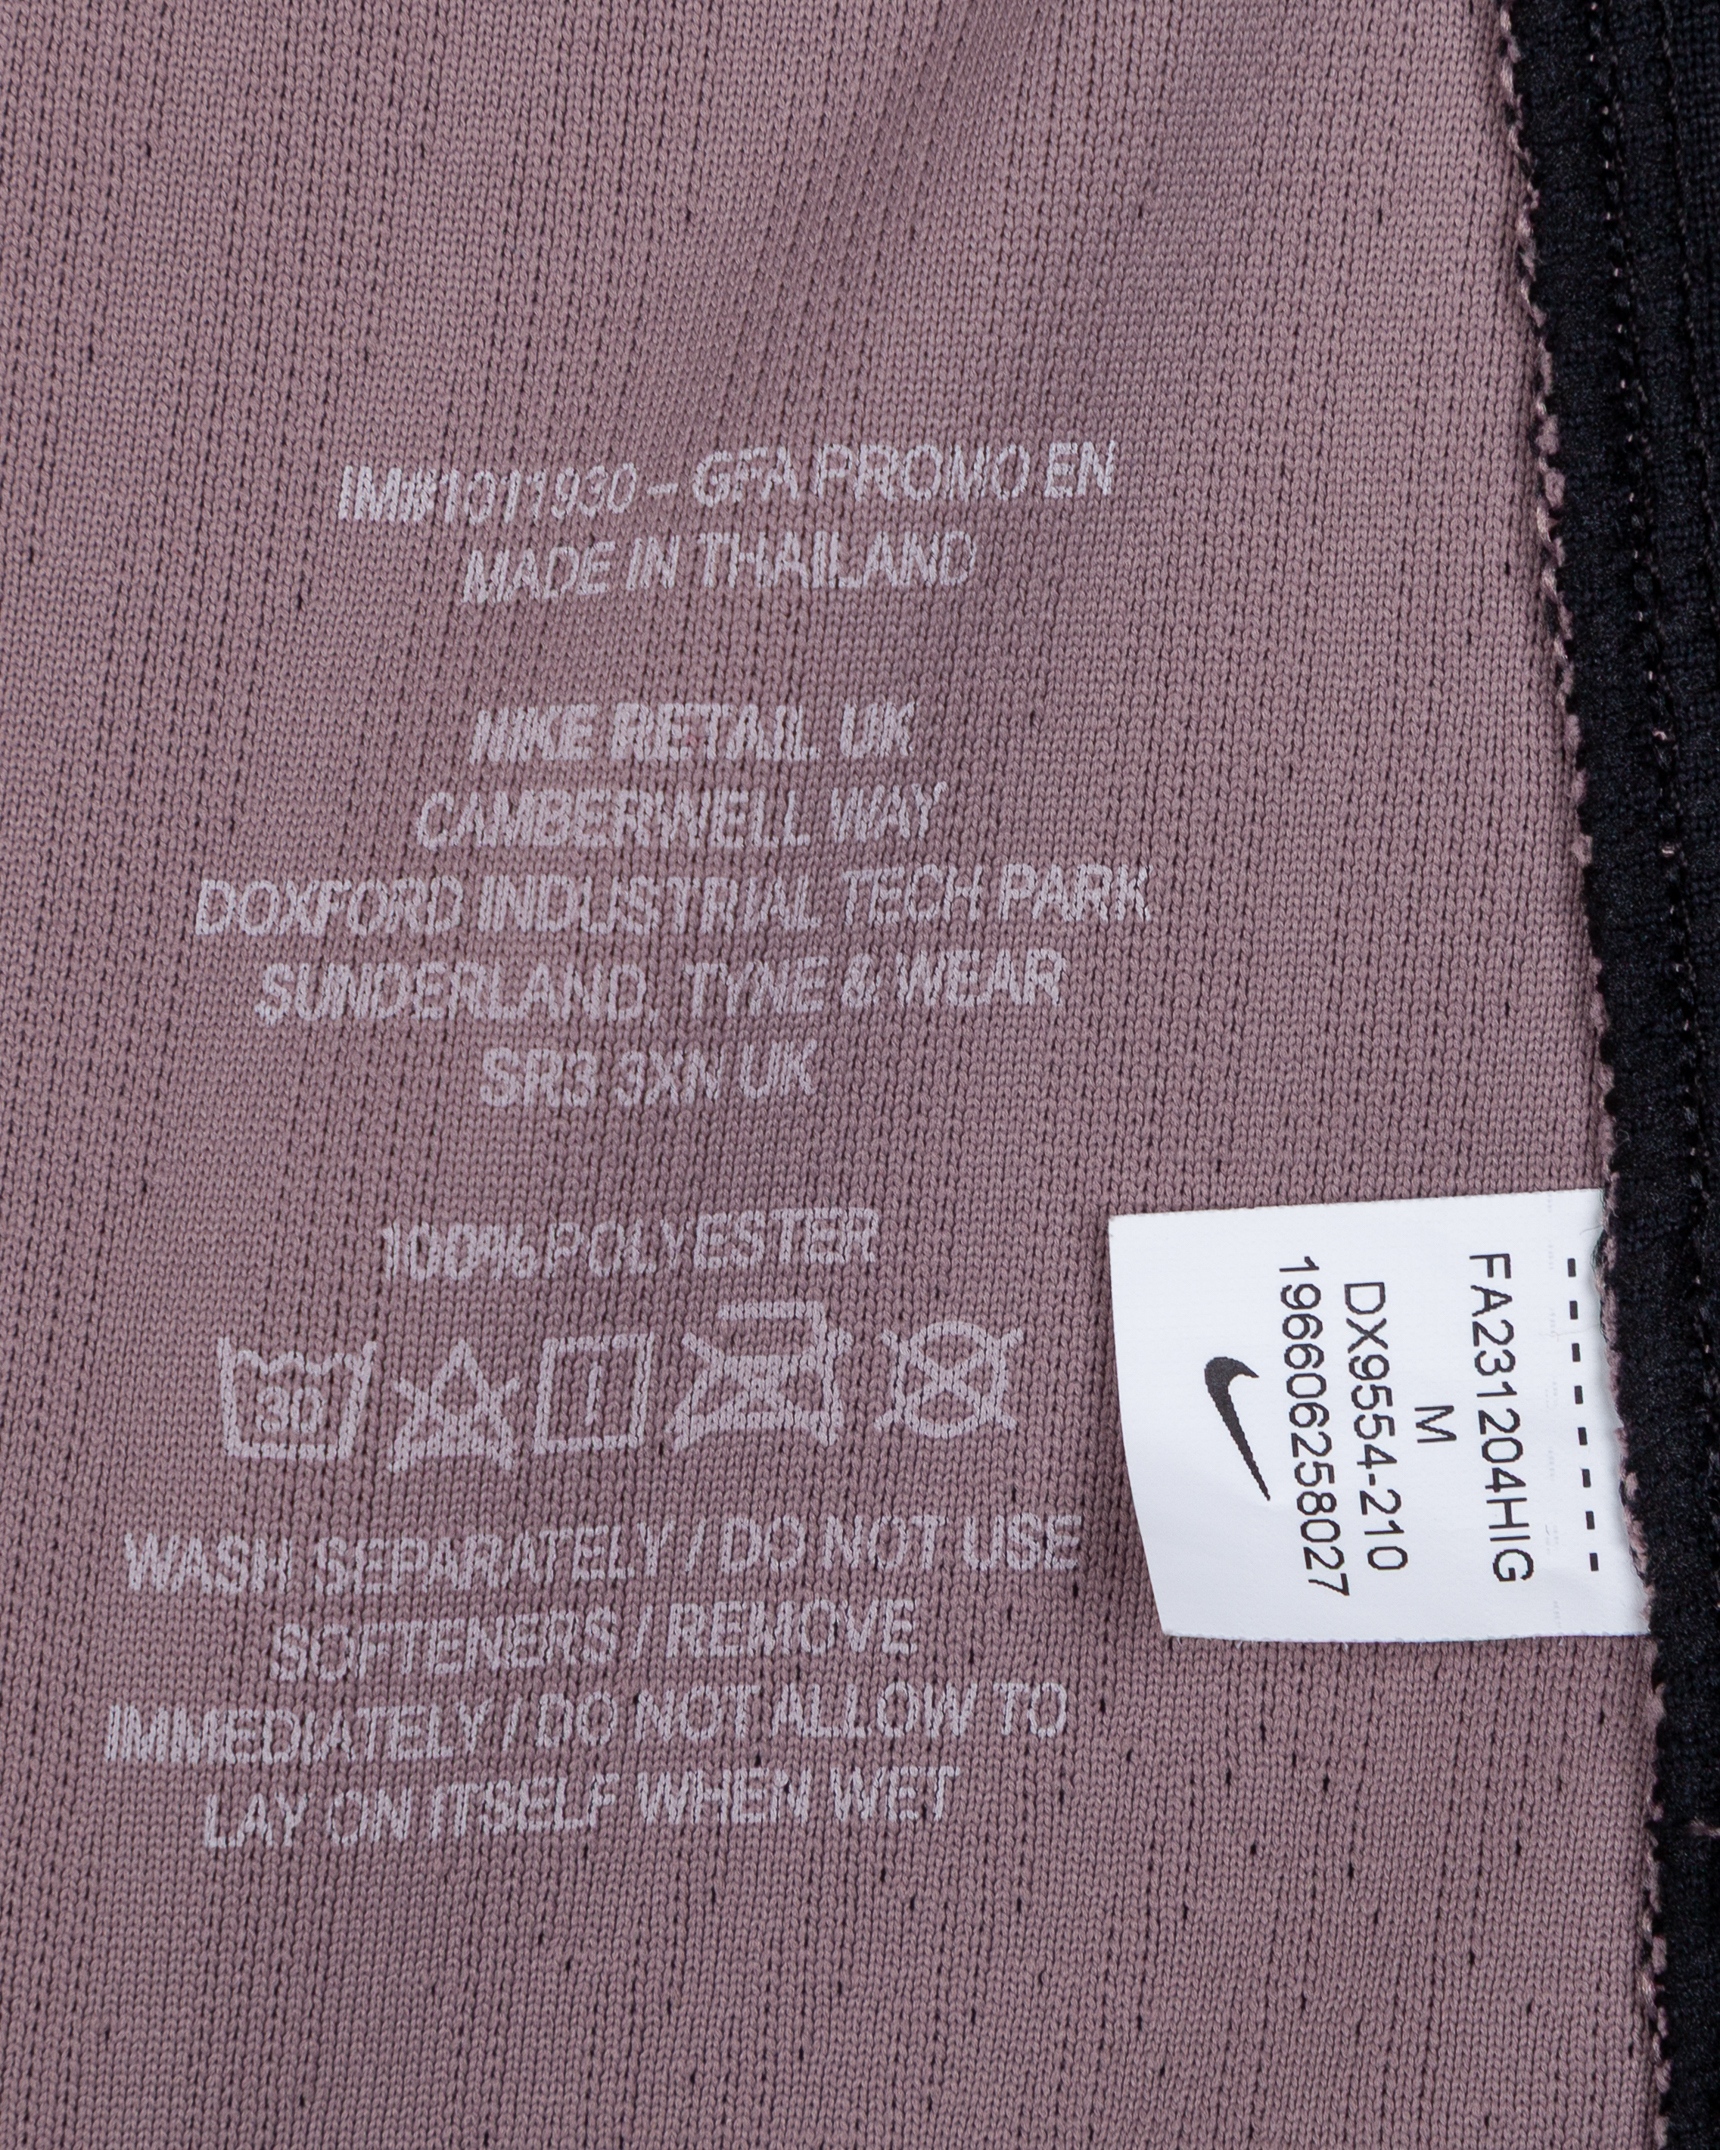 IM#1011930 – GFA PROMO EN
MADE IN THAILAND
NIKE RETAIL UK
CAMBERWELL WAY
DOXFORD INDUSTRIAL TECH PARK
SUNDERLAND, TYNE & WEAR
SR3 3XN UK
100% POLYESTER
30
WASH SEPARATELY / DO NOT USE
SOFTENERS / REMOVE
IMMEDIATELY / DO NOT ALLOW TO
LAY ON ITSELF WHEN WET
FA231204HIG
M
DX9554-210
196606258027